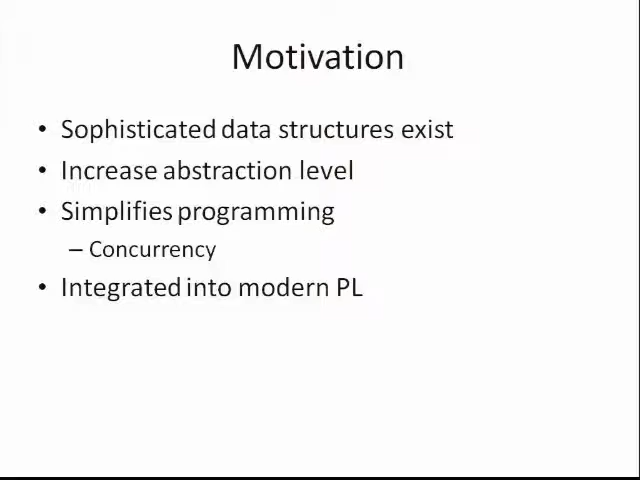 Motivation
• Sophisticated data structures exist
• Increase abstraction level
• Simplifies programming
– Concurrency
• Integrated into modern PL